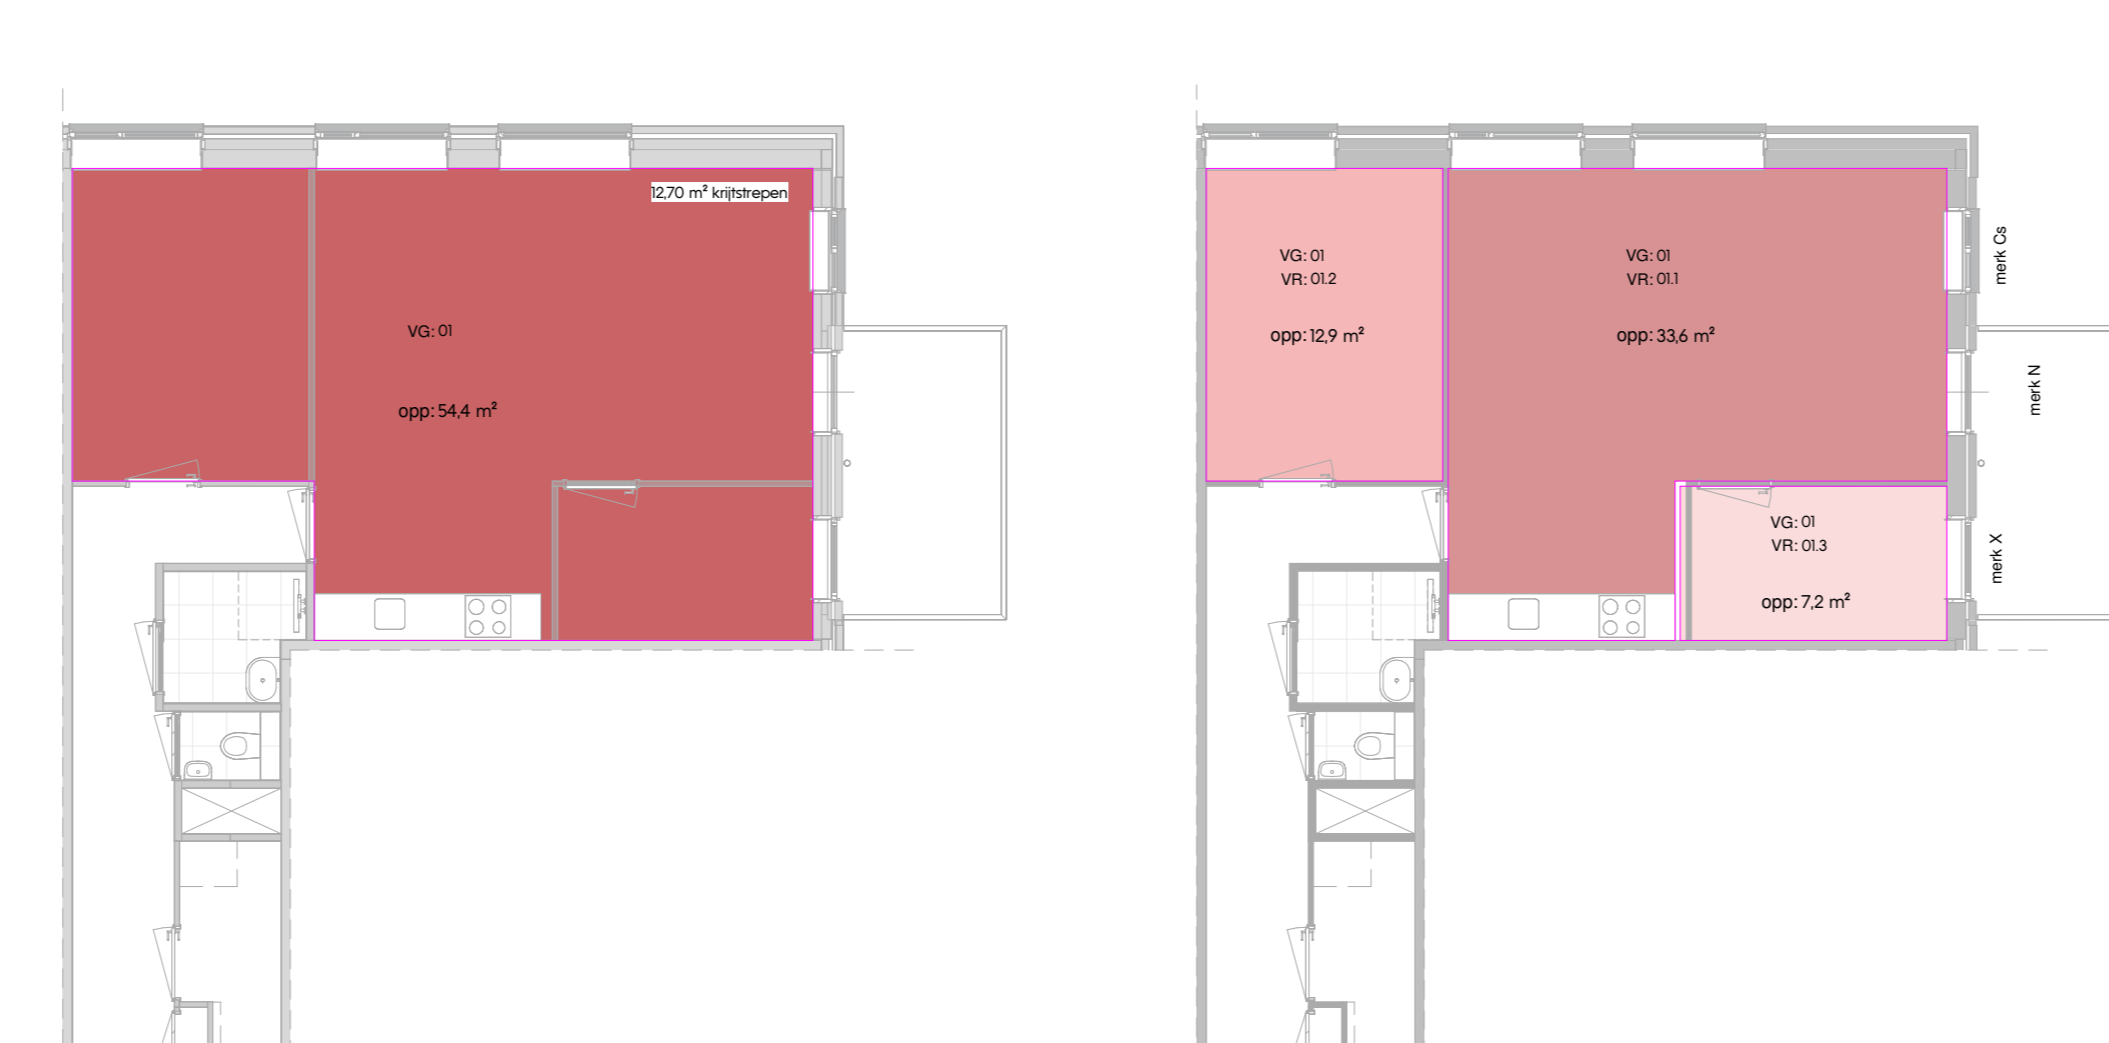 12,70 m² krijtstrepen
VG: 01
opp: 54,4 m²
VG: 01
VR: 01.2
opp: 12,9 m²
VG: 01
VR: 01.1
opp: 33,6 m²
VG: 01
VR: 01.3
opp: 7,2 m²
merk Cs
merk N
merk X